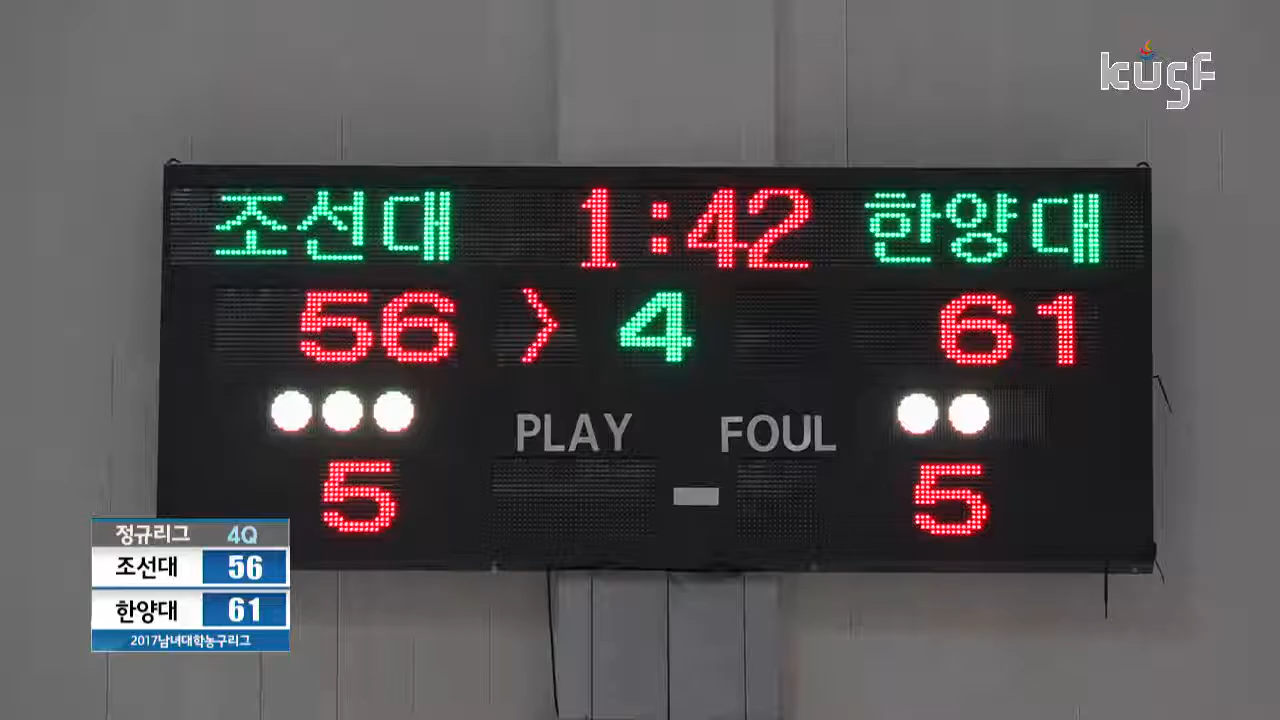 kusf
조선대 1:42 한양대
56 > 4 61
PLAY FOUL
5 5
정규리그 4Q
조선대 56
한양대 61
2017남녀대학농구리그